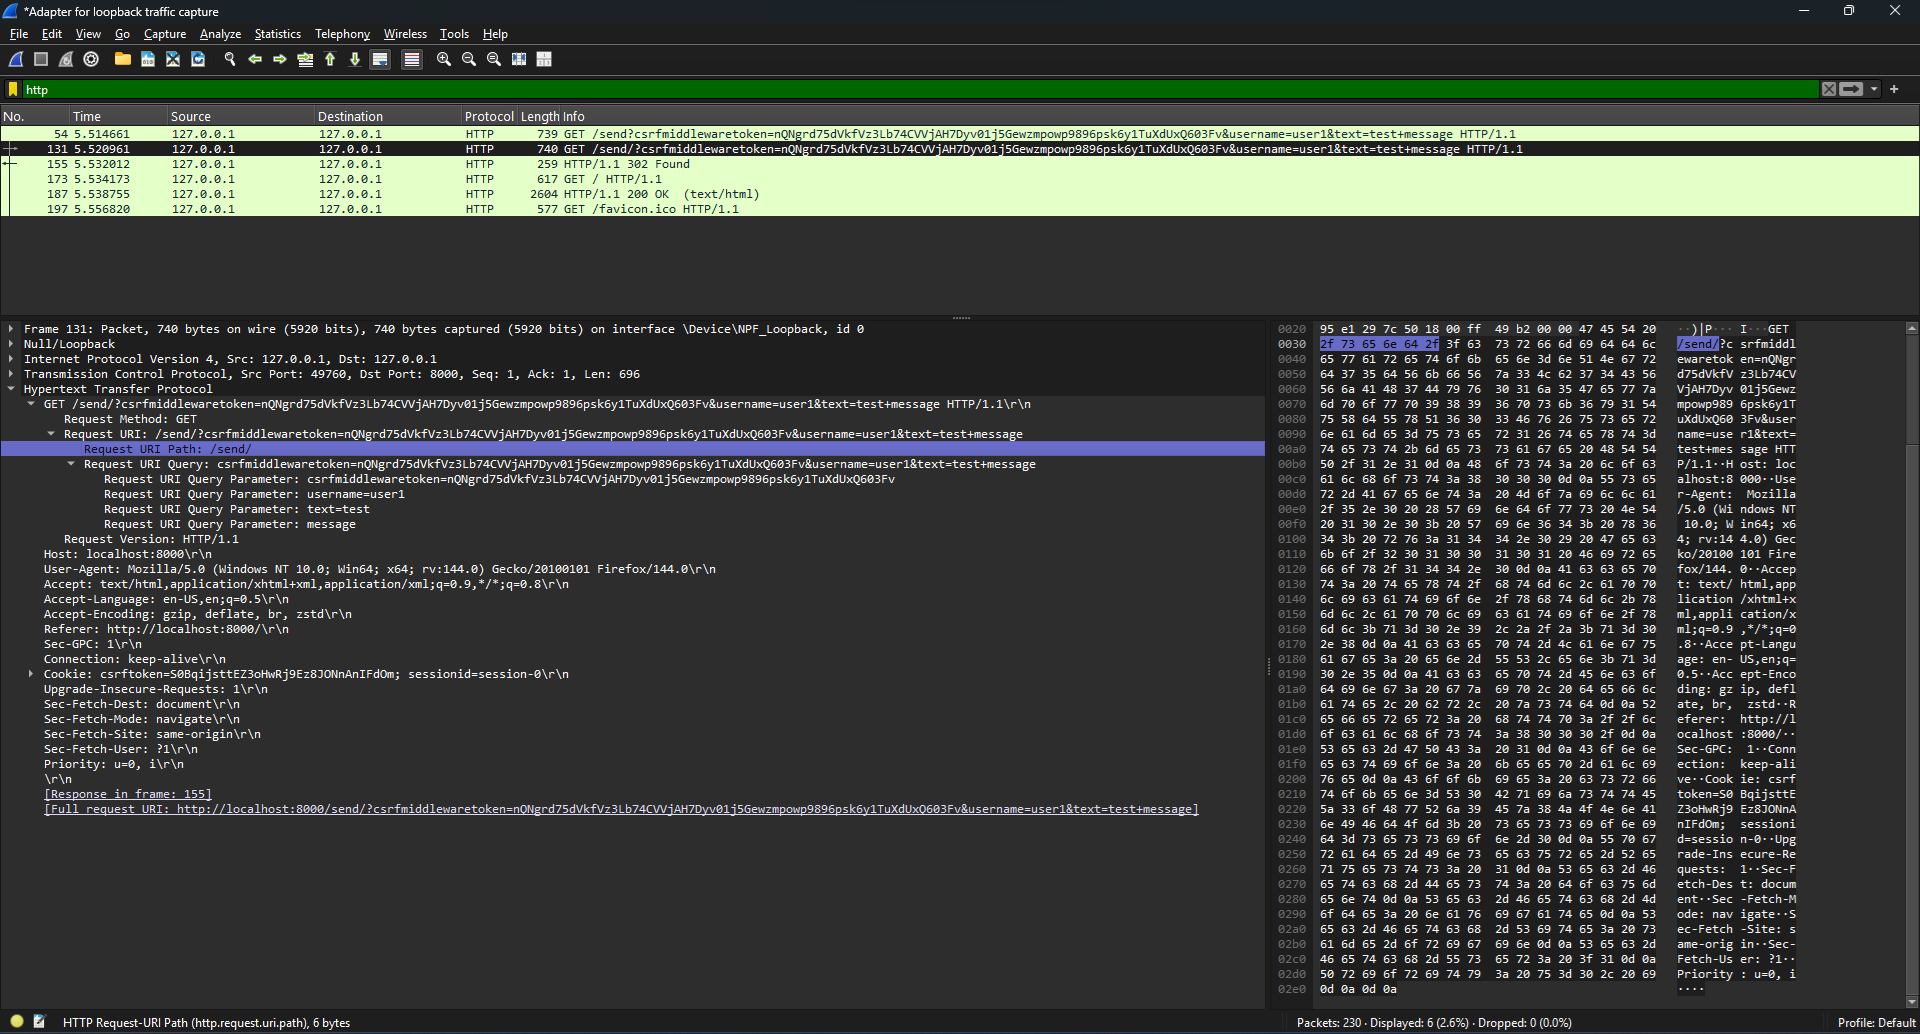 *Adapter for loopback traffic capture
File Edit View Go Capture Analyze Statistics Telephony Wireless Tools Help
http
No. Time Source Destination Protocol Length Info
54 5.514661 127.0.0.1 127.0.0.1 HTTP 739 GET /send?csrfmiddlewaretoken=nQNgrd75dVkfVz3Lb74CVVjAH7Dyv01j5Gewzmpowp9896psk6y1TuXdUxQ603Fv&username=user1&text=test+message HTTP/1.1
131 5.520961 127.0.0.1 127.0.0.1 HTTP 740 GET /send/?csrfmiddlewaretoken=nQNgrd75dVkfVz3Lb74CVVjAH7Dyv01j5Gewzmpowp9896psk6y1TuXdUxQ603Fv&username=user1&text=test+message HTTP/1.1
155 5.532012 127.0.0.1 127.0.0.1 HTTP 259 HTTP/1.1 302 Found
173 5.534173 127.0.0.1 127.0.0.1 HTTP 617 GET / HTTP/1.1
187 5.538755 127.0.0.1 127.0.0.1 HTTP 2604 HTTP/1.1 200 OK (text/html)
197 5.556820 127.0.0.1 127.0.0.1 HTTP 577 GET /favicon.ico HTTP/1.1
Frame 131: Packet, 740 bytes on wire (5920 bits), 740 bytes captured (5920 bits) on interface \Device\NPF_Loopback, id 0
Null/Loopback
Internet Protocol Version 4, Src: 127.0.0.1, Dst: 127.0.0.1
Transmission Control Protocol, Src Port: 49760, Dst Port: 8000, Seq: 1, Ack: 1, Len: 696
Hypertext Transfer Protocol
GET /send/?csrfmiddlewaretoken=nQNgrd75dVkfVz3Lb74CVVjAH7Dyv01j5Gewzmpowp9896psk6y1TuXdUxQ603Fv&username=user1&text=test+message HTTP/1.1\r\n
Request Method: GET
Request URI: /send/?csrfmiddlewaretoken=nQNgrd75dVkfVz3Lb74CVVjAH7Dyv01j5Gewzmpowp9896psk6y1TuXdUxQ603Fv&username=user1&text=test+message
Request URI Path: /send/
Request URI Query: csrfmiddlewaretoken=nQNgrd75dVkfVz3Lb74CVVjAH7Dyv01j5Gewzmpowp9896psk6y1TuXdUxQ603Fv&username=user1&text=test+message
Request URI Query Parameter: csrfmiddlewaretoken=nQNgrd75dVkfVz3Lb74CVVjAH7Dyv01j5Gewzmpowp9896psk6y1TuXdUxQ603Fv
Request URI Query Parameter: username=user1
Request URI Query Parameter: text=test
Request URI Query Parameter: message
Request Version: HTTP/1.1
Host: localhost:8000\r\n
User-Agent: Mozilla/5.0 (Windows NT 10.0; Win64; x64; rv:144.0) Gecko/20100101 Firefox/144.0\r\n
Accept: text/html,application/xhtml+xml,application/xml;q=0.9,*/*;q=0.8\r\n
Accept-Language: en-US,en;q=0.5\r\n
Accept-Encoding: gzip, deflate, br, zstd\r\n
Referer: http://localhost:8000/\r\n
Sec-GPC: 1\r\n
Connection: keep-alive\r\n
Cookie: csrftoken=S0BqijsttEZ3oHwRj9Ez8JONnAnIFdOm; sessionid=session-0\r\n
Upgrade-Insecure-Requests: 1\r\n
Sec-Fetch-Dest: document\r\n
Sec-Fetch-Mode: navigate\r\n
Sec-Fetch-Site: same-origin\r\n
Sec-Fetch-User: ?1\r\n
Priority: u=0, i\r\n
\r\n
[Response in frame: 155]
[Full request URI: http://localhost:8000/send/?csrfmiddlewaretoken=nQNgrd75dVkfVz3Lb74CVVjAH7Dyv01j5Gewzmpowp9896psk6y1TuXdUxQ603Fv&username=user1&text=test+message]
0020 95 e1 29 7c 50 18 00 ff 49 b2 00 00 47 45 54 20 ··)|P··· I···GET
0030 2f 73 65 6e 64 2f 3f 63 73 72 66 6d 69 64 64 6c /send/?c srfmiddl
0040 65 77 61 72 65 74 6f 6b 65 6e 3d 6e 51 4e 67 72 ewaretok en=nQNgr
0050 64 37 35 64 56 6b 66 56 7a 33 4c 62 37 34 43 56 d75dVkfV z3Lb74CV
0060 56 6a 41 48 37 44 79 76 30 31 6a 35 47 65 77 7a VjAH7Dyv 01j5Gewz
0070 6d 70 6f 77 70 39 38 39 36 70 73 6b 36 79 31 54 mpowp989 6psk6y1T
0080 75 58 64 55 78 51 36 30 33 46 76 26 75 73 65 72 uXdUxQ60 3Fv&user
0090 6e 61 6d 65 3d 75 73 65 72 31 26 74 65 78 74 3d name=use r1&text=
00a0 74 65 73 74 2b 6d 65 73 73 61 67 65 20 48 54 54 test+mes sage HTT
00b0 50 2f 31 2e 31 0d 0a 48 6f 73 74 3a 20 6c 6f 63 P/1.1··H ost: loc
00c0 61 6c 68 6f 73 74 3a 38 30 30 30 0d 0a 55 73 65 alhost:8 000··Use
00d0 72 2d 41 67 65 6e 74 3a 20 4d 6f 7a 69 6c 6c 61 r-Agent: Mozilla
00e0 2f 35 2e 30 20 28 57 69 6e 64 6f 77 73 20 4e 54 /5.0 (Wi ndows NT
00f0 20 31 30 2e 30 3b 20 57 69 6e 36 34 3b 20 78 36 10.0; W in64; x6
0100 34 3b 20 72 76 3a 31 34 34 2e 30 29 20 47 65 63 4; rv:14 4.0) Gec
0110 6b 6f 2f 32 30 31 30 30 31 30 31 20 46 69 72 65 ko/20100 101 Fire
0120 66 6f 78 2f 31 34 34 2e 30 0d 0a 41 63 63 65 70 fox/144. 0··Accep
0130 74 3a 20 74 65 78 74 2f 68 74 6d 6c 2c 61 70 70 t: text/ html,app
0140 6c 69 63 61 74 69 6f 6e 2f 78 68 74 6d 6c 2b 78 lication /xhtml+x
0150 6d 6c 2c 61 70 70 6c 69 63 61 74 69 6f 6e 2f 78 ml,appli cation/x
0160 6d 6c 3b 71 3d 30 2e 39 2c 2a 2f 2a 3b 71 3d 30 ml;q=0.9 ,*/*;q=0
0170 2e 38 0d 0a 41 63 63 65 70 74 2d 4c 61 6e 67 75 .8··Acce pt-Langu
0180 61 67 65 3a 20 65 6e 2d 55 53 2c 65 6e 3b 71 3d age: en- US,en;q=
0190 30 2e 35 0d 0a 41 63 63 65 70 74 2d 45 6e 63 6f 0.5··Acc ept-Enco
01a0 64 69 6e 67 3a 20 67 7a 69 70 2c 20 64 65 66 6c ding: gz ip, defl
01b0 61 74 65 2c 20 62 72 2c 20 7a 73 74 64 0d 0a 52 ate, br, zstd··R
01c0 65 66 65 72 65 72 3a 20 68 74 74 70 3a 2f 2f 6c eferer: http://l
01d0 6f 63 61 6c 68 6f 73 74 3a 38 30 30 30 2f 0d 0a ocalhost :8000/··
01e0 53 65 63 2d 47 50 43 3a 20 31 0d 0a 43 6f 6e 6e Sec-GPC: 1··Conn
01f0 65 63 74 69 6f 6e 3a 20 6b 65 65 70 2d 61 6c 69 ection: keep-ali
0200 76 65 0d 0a 43 6f 6f 6b 69 65 3a 20 63 73 72 66 ve··Cook ie: csrf
0210 74 6f 6b 65 6e 3d 53 30 42 71 69 6a 73 74 74 45 token=S0 BqijsttE
0220 5a 33 6f 48 77 52 6a 39 45 7a 38 4a 4f 4e 6e 41 Z3oHwRj9 Ez8JONnA
0230 6e 49 46 64 4f 6d 3b 20 73 65 73 73 69 6f 6e 69 nIFdOm; sessioni
0240 64 3d 73 65 73 73 69 6f 6e 2d 30 0d 0a 55 70 67 d=sessio n-0··Upg
0250 72 61 64 65 2d 49 6e 73 65 63 75 72 65 2d 52 65 rade-Ins ecure-Re
0260 71 75 65 73 74 73 3a 20 31 0d 0a 53 65 63 2d 46 quests: 1··Sec-F
0270 65 74 63 68 2d 44 65 73 74 3a 20 64 6f 63 75 6d etch-Des t: docum
0280 65 6e 74 0d 0a 53 65 63 2d 46 65 74 63 68 2d 4d ent··Sec -Fetch-M
0290 6f 64 65 3a 20 6e 61 76 69 67 61 74 65 0d 0a 53 ode: nav igate··S
02a0 65 63 2d 46 65 74 63 68 2d 53 69 74 65 3a 20 73 ec-Fetch -Site: s
02b0 61 6d 65 2d 6f 72 69 67 69 6e 0d 0a 53 65 63 2d ame-orig in··Sec-
02c0 46 65 74 63 68 2d 55 73 65 72 3a 20 3f 31 0d 0a Fetch-Us er: ?1··
02d0 50 72 69 6f 72 69 74 79 3a 20 75 3d 30 2c 20 69 Priority : u=0, i
02e0 0d 0a 0d 0a ····
HTTP Request-URI Path (http.request.uri.path), 6 bytes
Packets: 230 · Displayed: 6 (2.6%) · Dropped: 0 (0.0%)
Profile: Default